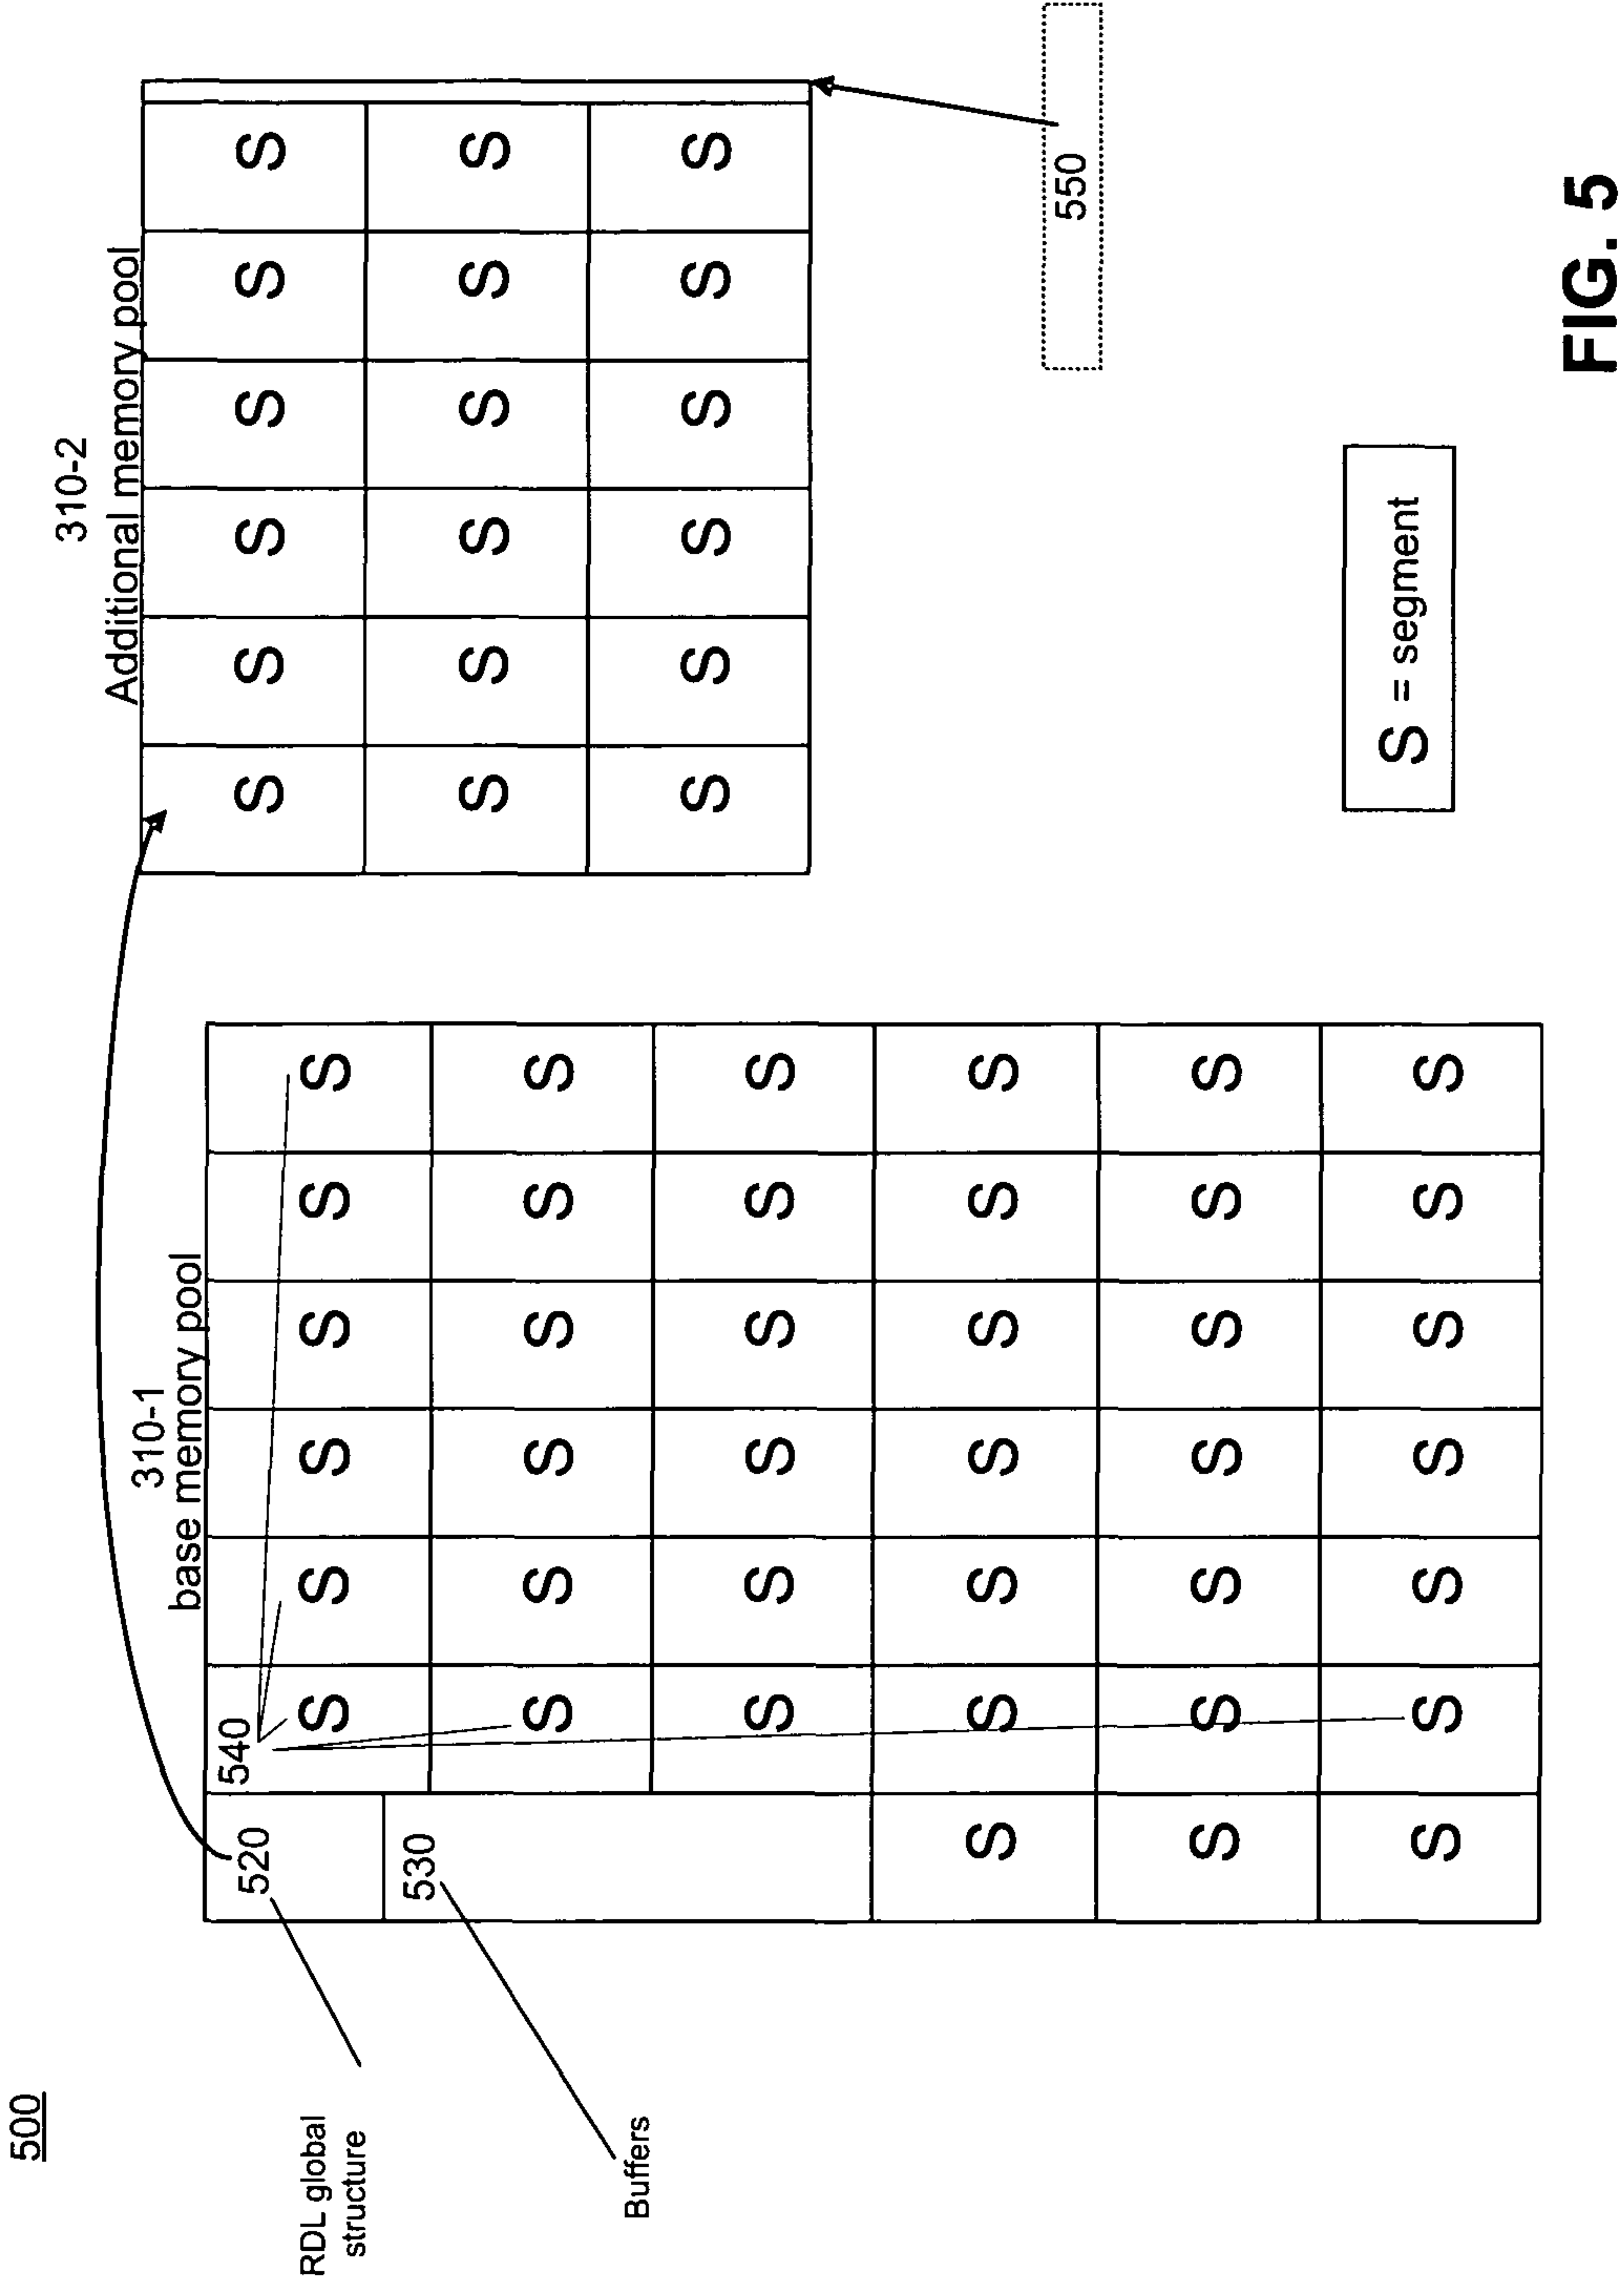 500
310-2
Additional memory pool
310-1
base memory pool
520
540
S S S S S S
RDL global
structure
530
S S S S S S
Buffers
S S S S S S
S S S S S S S
S S S S S S S
S S S S S S S
S S S S S S
S S S S S S
S S S S S S
550
S = segment
FIG. 5